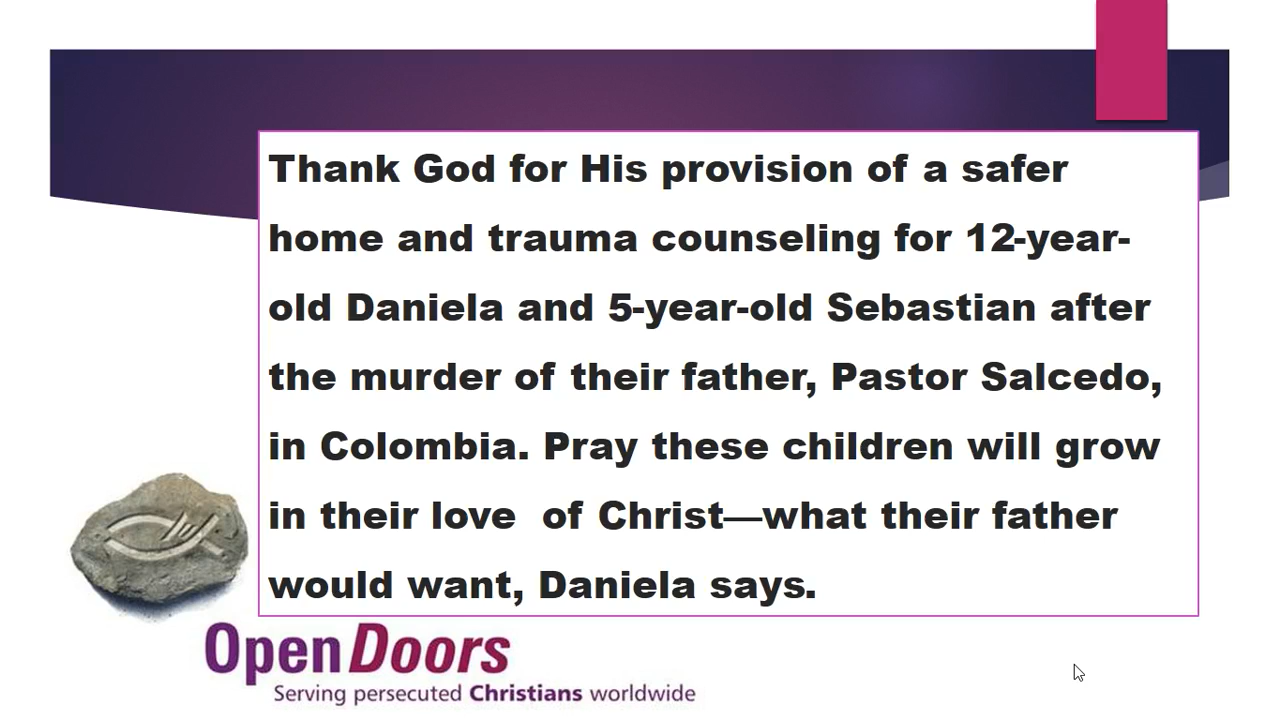 Thank God for His provision of a safer
home and trauma counseling for 12-year-
old Daniela and 5-year-old Sebastian after
the murder of their father, Pastor Salcedo,
in Colombia. Pray these children will grow
in their love  of Christ—what their father
would want, Daniela says.
Open Doors
Serving persecuted Christians worldwide